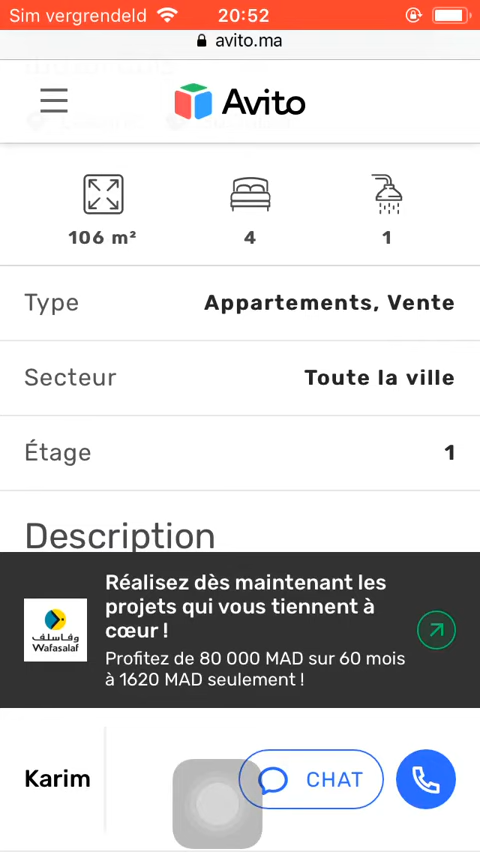 Sim vergrendeld 20:52
avito.ma
Avito
106 m² 4 1
Type Appartements, Vente
Secteur Toute la ville
Étage 1
Description
Réalisez dès maintenant les
projets qui vous tiennent à
cœur !
وفاسلف
Wafasalaf
Profitez de 80 000 MAD sur 60 mois
à 1620 MAD seulement !
Karim CHAT